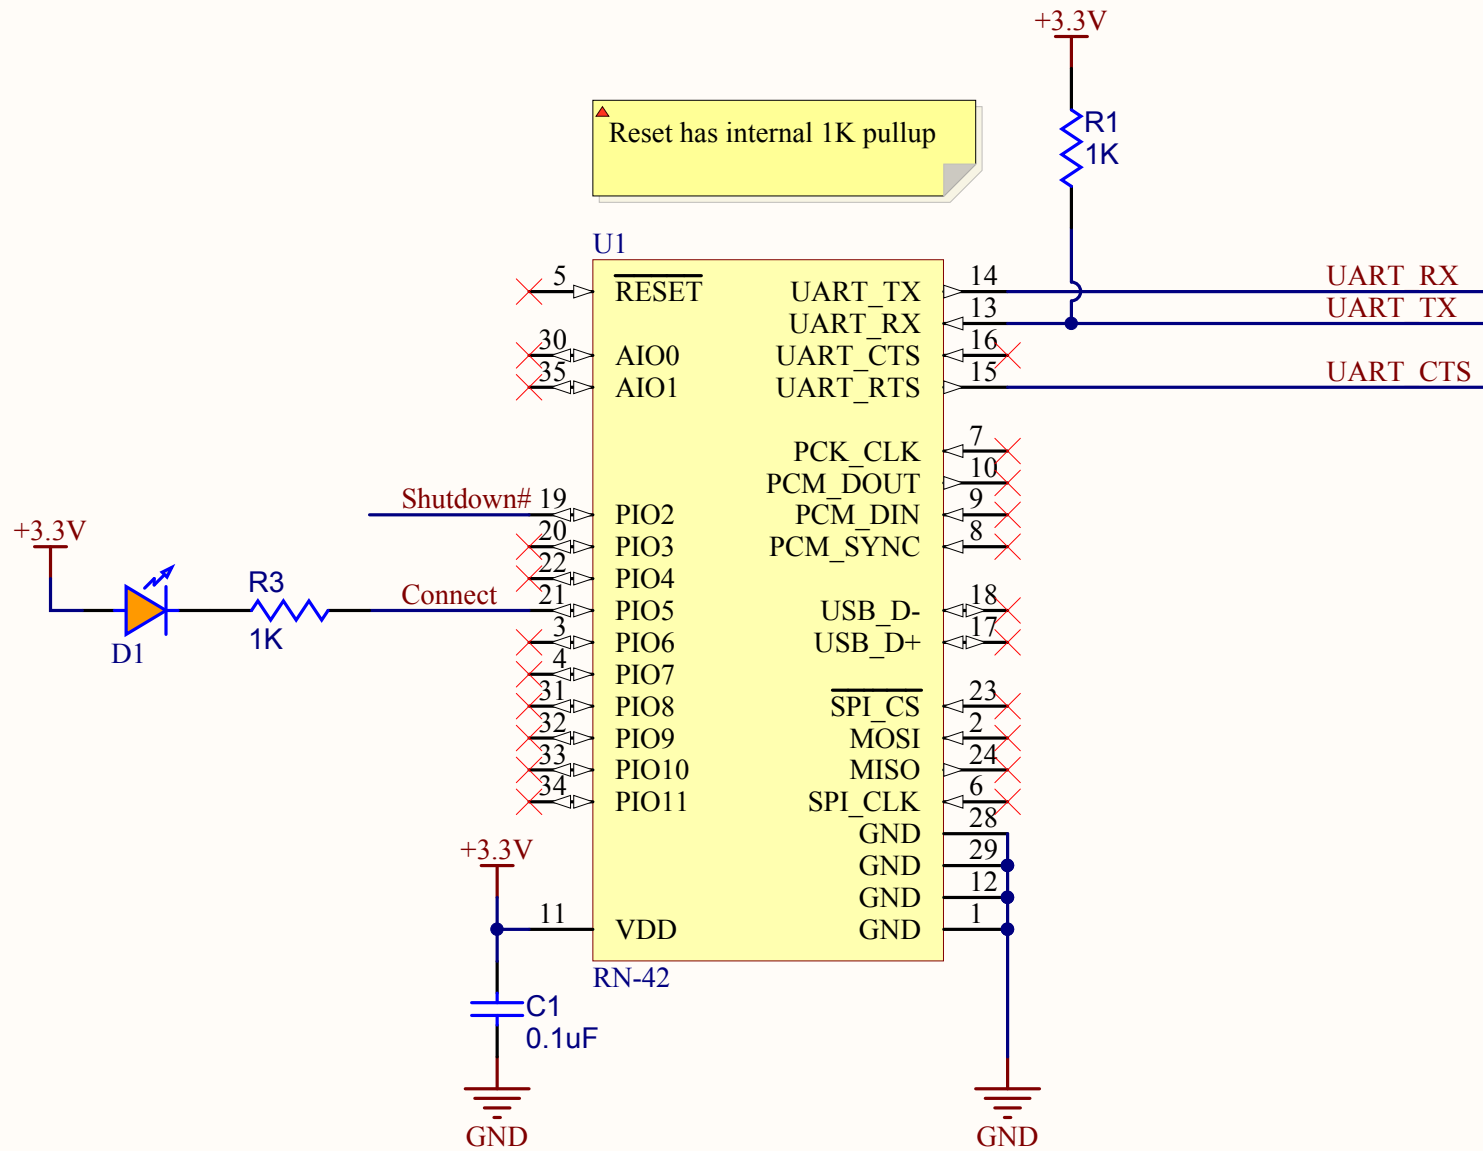 +3.3V
R1
1K
Reset has internal 1K pullup
U1
5 RESET UART_TX 14 UART_RX
UART_RX 13 UART_TX
30 AIO0 UART_CTS 16
35 AIO1 UART_RTS 15 UART_CTS
PCK_CLK 7
PCM_DOUT 10
Shutdown# 19 PIO2 PCM_DIN 9
+3.3V 20 PIO3 PCM_SYNC 8
22 PIO4
R3
1K
D1
Connect 21 PIO5 USB_D- 18
3 PIO6 USB_D+ 17
4 PIO7
31 PIO8 SPI_CS 23
32 PIO9 MOSI 2
33 PIO10 MISO 24
34 PIO11 SPI_CLK 6
GND 28
+3.3V GND 29
GND 12
11 VDD GND 1
RN-42
C1
0.1uF
GND
GND